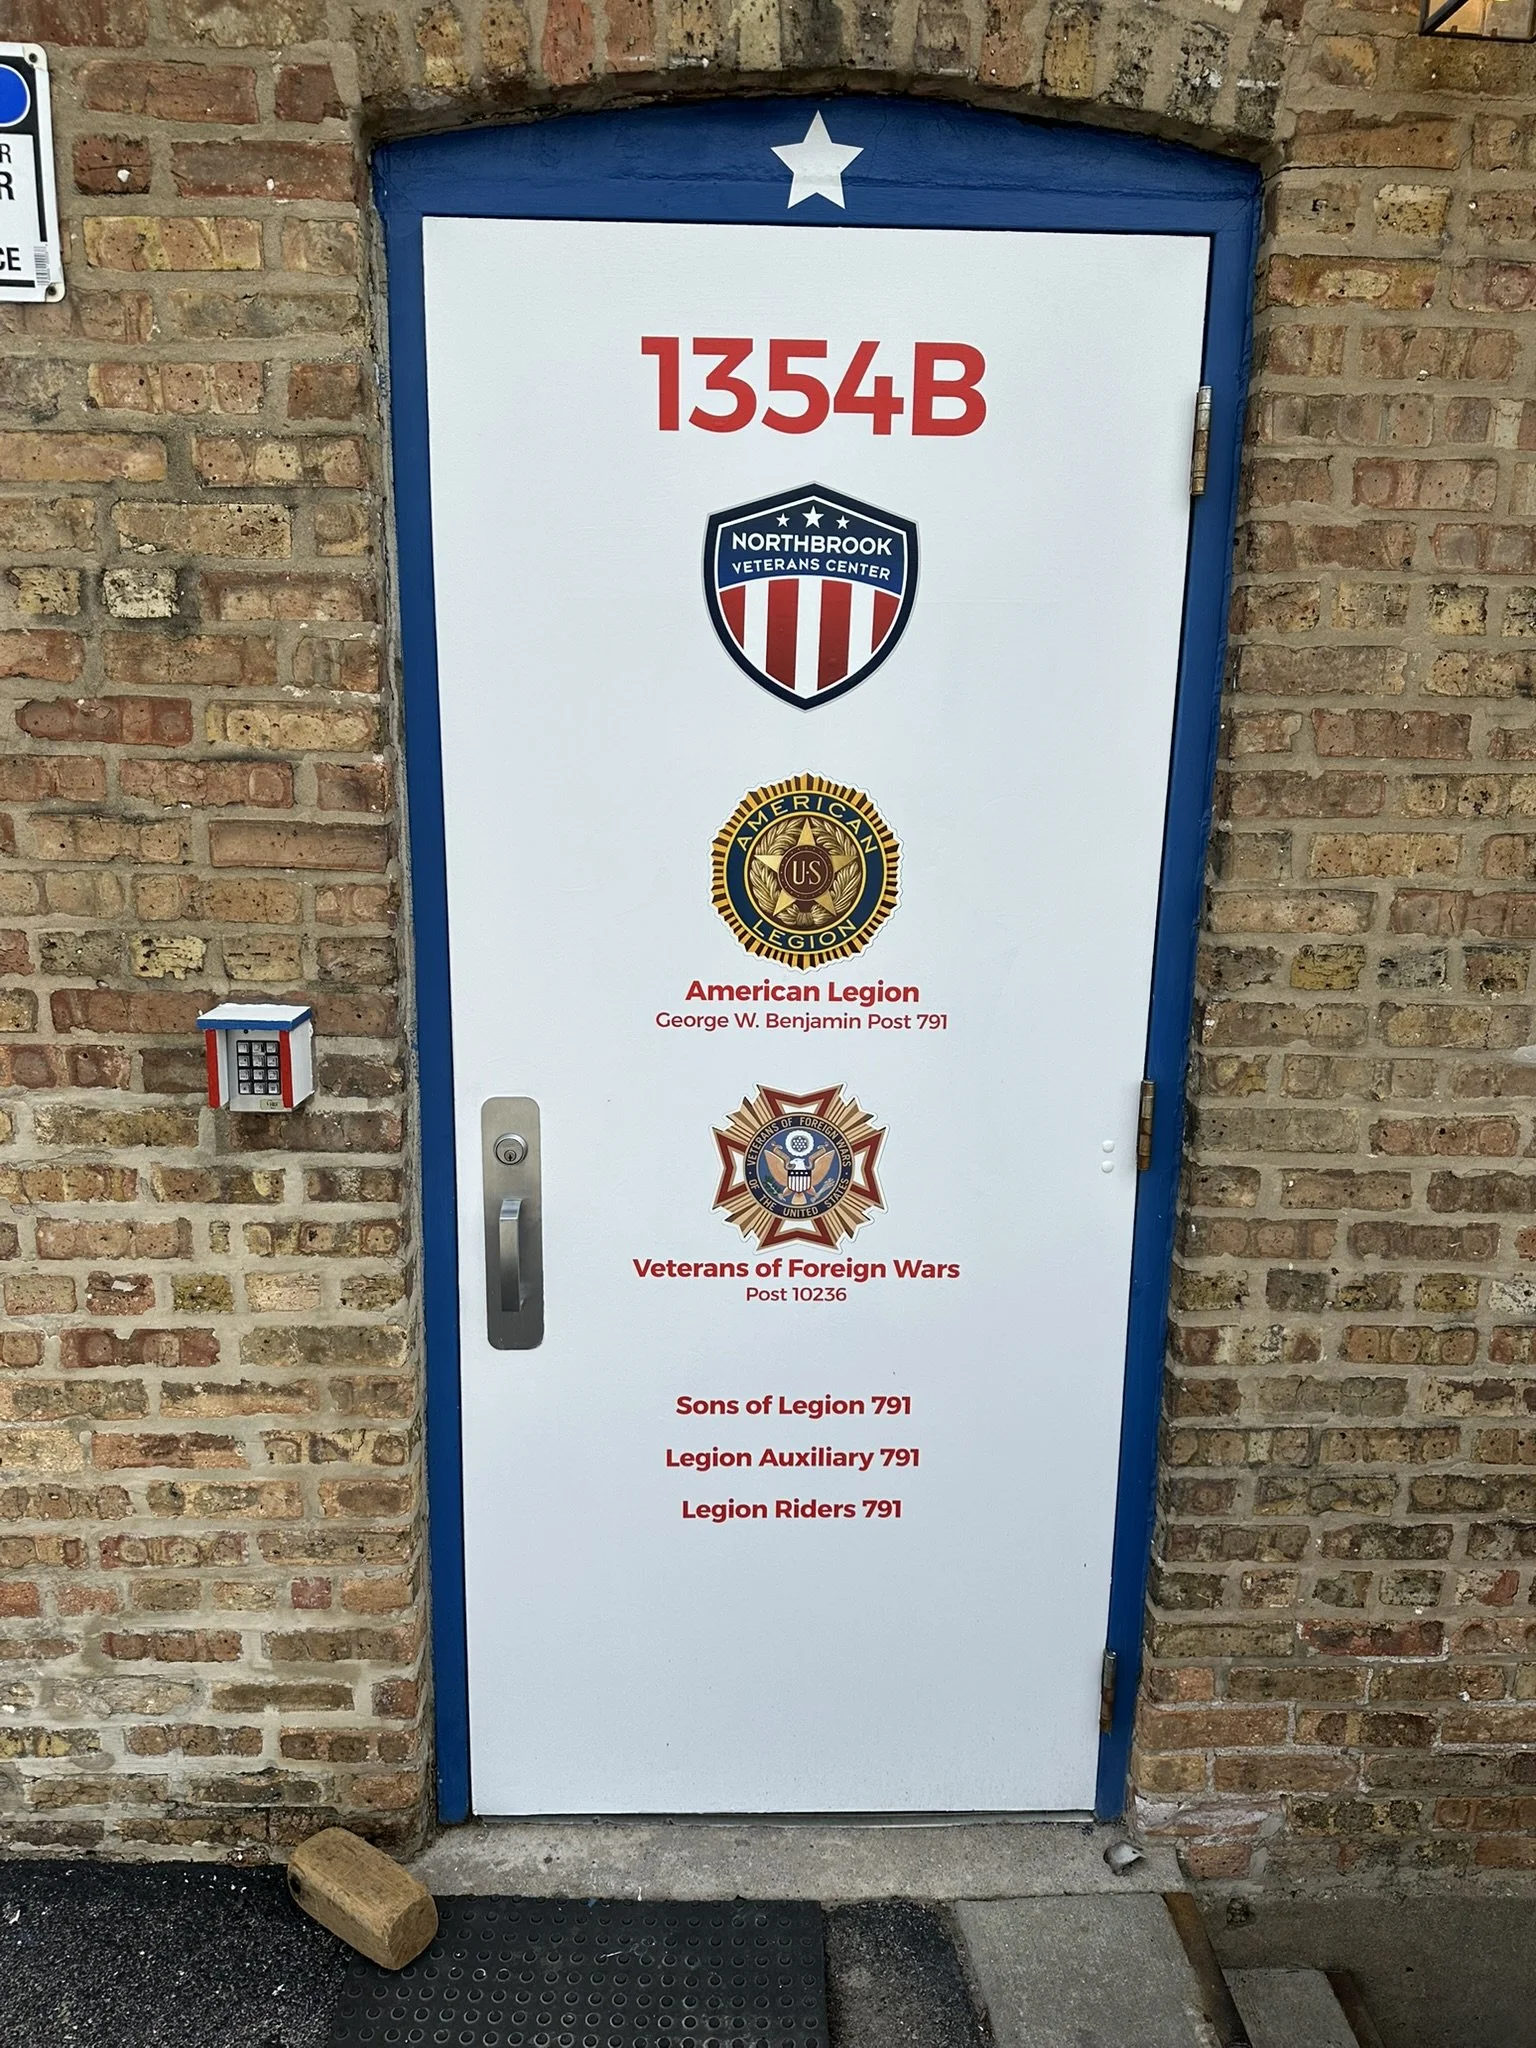 R
R
CE
1354B
NORTHBROOK
VETERANS CENTER
AMERICAN
U.S
LEGION
American Legion
George W. Benjamin Post 791
VETERANS OF FOREIGN WARS
OF THE UNITED STATES
Veterans of Foreign Wars
Post 10236
Sons of Legion 791
Legion Auxiliary 791
Legion Riders 791